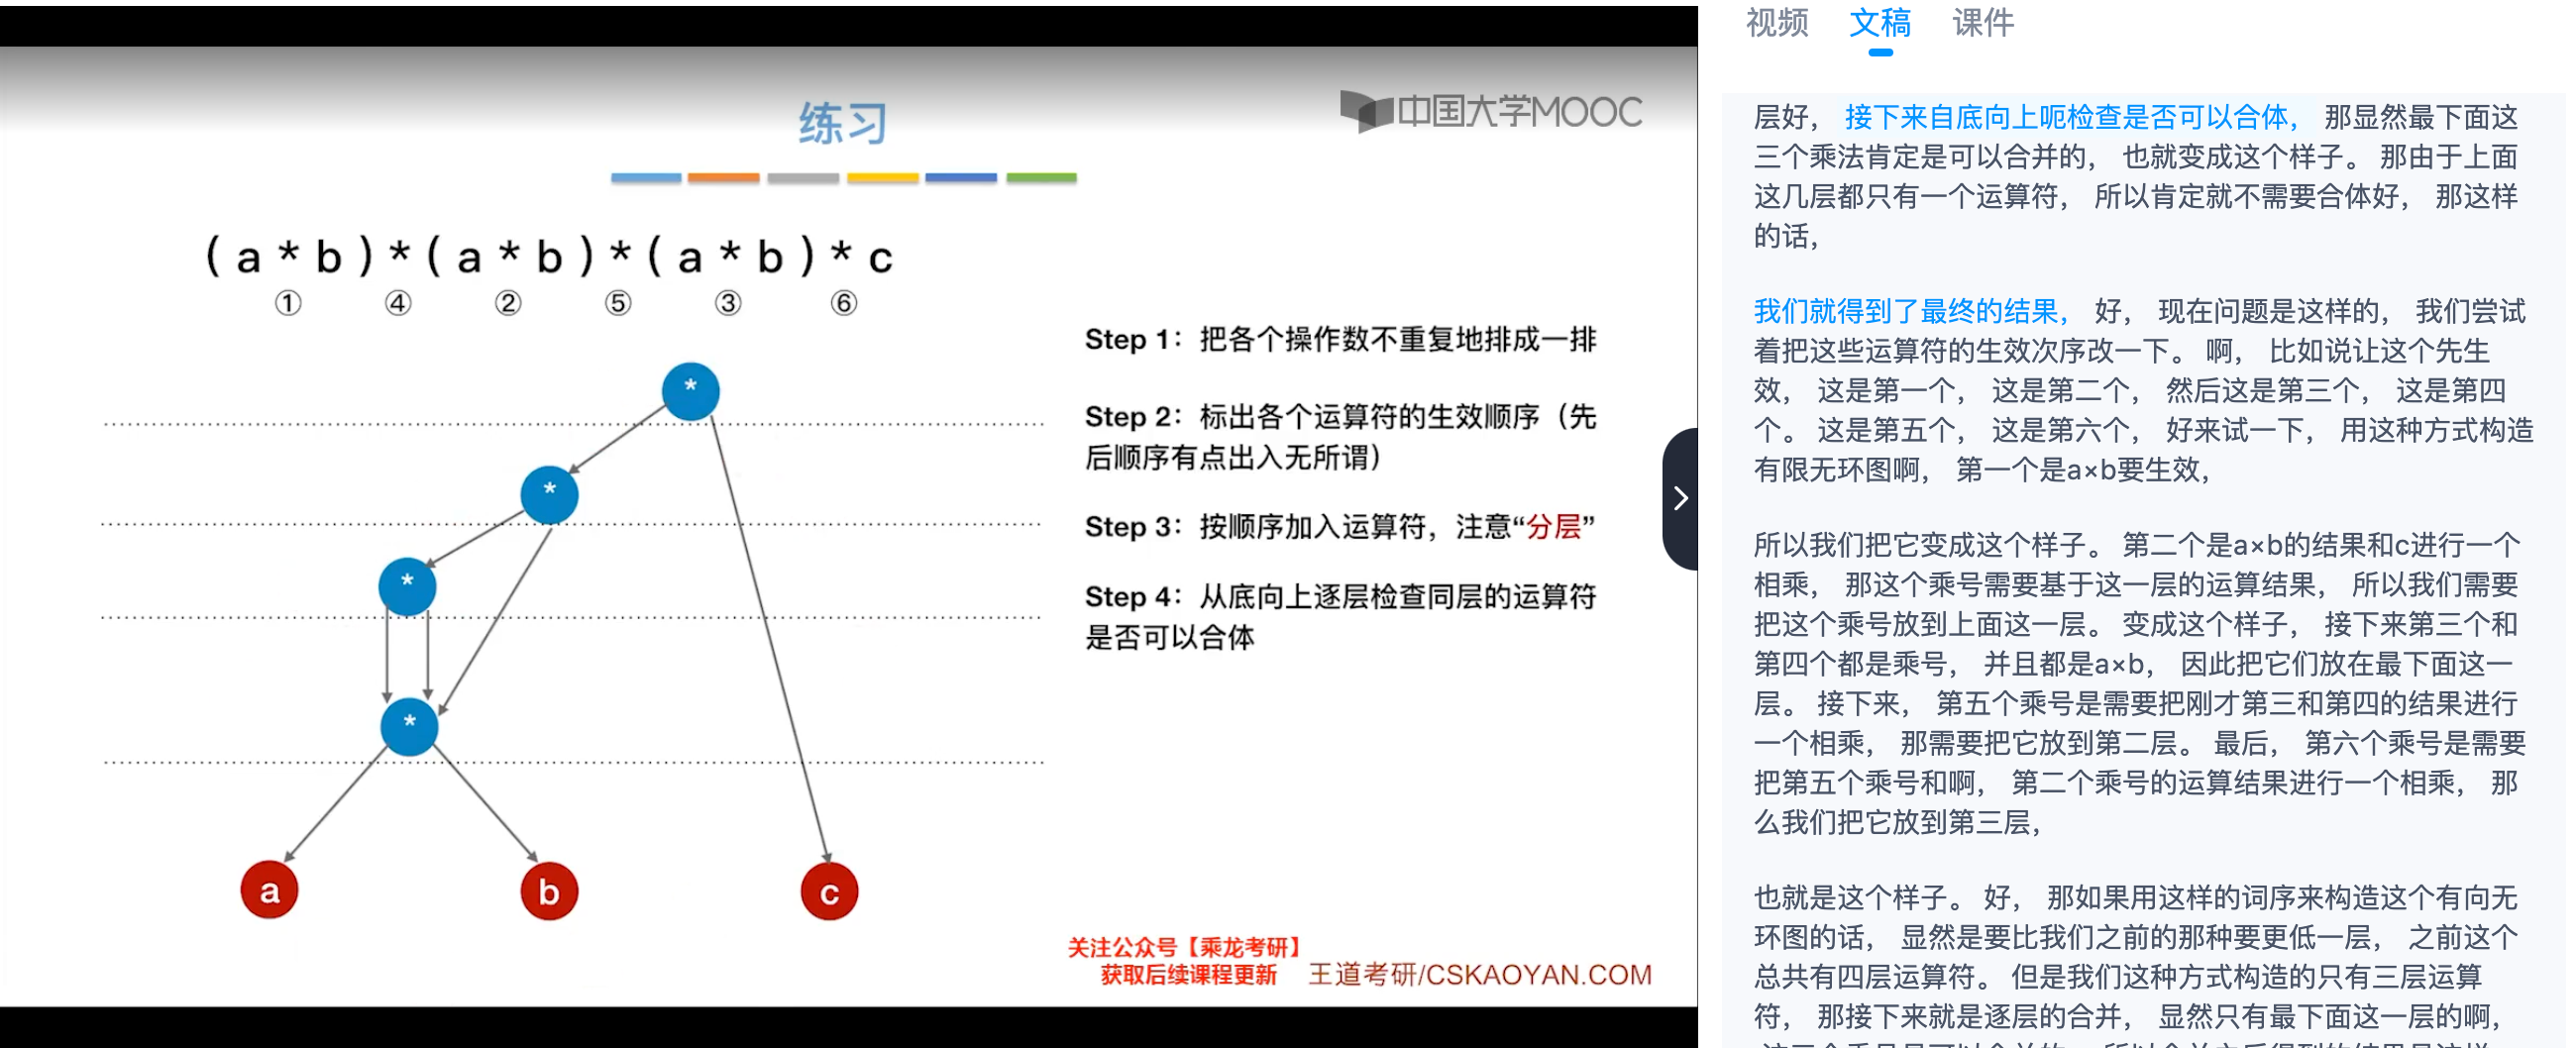 练习
中国大学MOOC
( a * b ) * ( a * b ) * ( a * b ) * c
① ④ ② ⑤ ③ ⑥
*
*
*
*
a
b
c
Step 1：把各个操作数不重复地排成一排
Step 2：标出各个运算符的生效顺序（先
后顺序有点出入无所谓）
Step 3：按顺序加入运算符，注意“分层”
Step 4：从底向上逐层检查同层的运算符
是否可以合体
关注公众号【乘龙考研】
获取后续课程更新
王道考研/CSKAOYAN.COM
视频 文稿 课件
层好， 接下来自底向上呃检查是否可以合体， 那显然最下面这
三个乘法肯定是可以合并的， 也就变成这个样子。 那由于上面
这几层都只有一个运算符， 所以肯定就不需要合体好， 那这样
的话，
我们就得到了最终的结果， 好， 现在问题是这样的， 我们尝试
着把这些运算符的生效次序改一下。 啊， 比如说让这个先生
效， 这是第一个， 这是第二个， 然后这是第三个， 这是第四
个。 这是第五个， 这是第六个， 好来试一下， 用这种方式构造
有限无环图啊， 第一个是a×b要生效，
所以我们把它变成这个样子。 第二个是a×b的结果和c进行一个
相乘， 那这个乘号需要基于这一层的运算结果， 所以我们需要
把这个乘号放到上面这一层。 变成这个样子， 接下来第三个和
第四个都是乘号， 并且都是a×b， 因此把它们放在最下面这一
层。 接下来， 第五个乘号是需要把刚才第三和第四的结果进行
一个相乘， 那需要把它放到第二层。 最后， 第六个乘号是需要
把第五个乘号和啊， 第二个乘号的运算结果进行一个相乘， 那
么我们把它放到第三层，
也就是这个样子。 好， 那如果用这样的词序来构造这个有向无
环图的话， 显然是要比我们之前的那种要更低一层， 之前这个
总共有四层运算符。 但是我们这种方式构造的只有三层运算
符， 那接下来就是逐层的合并， 显然只有最下面这一层的啊，